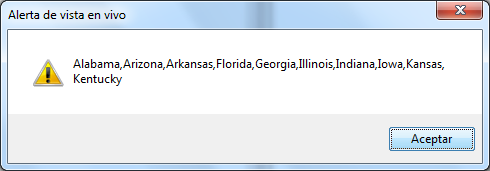 Alerta de vista en vivo
Alabama,Arizona,Arkansas,Florida,Georgia,Illinois,Indiana,Iowa,Kansas,
Kentucky
Aceptar